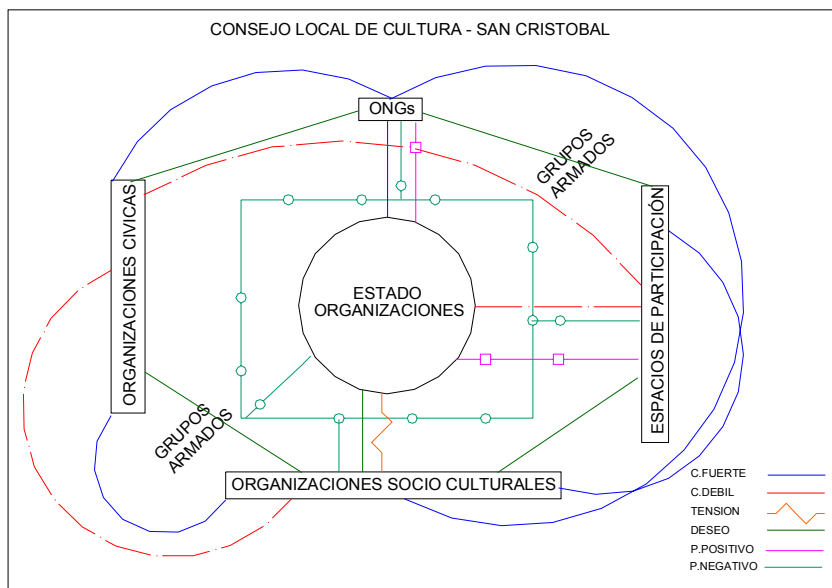 CONSEJO LOCAL DE CULTURA - SAN CRISTOBAL
ONGs
GRUPOS
ARMADOS
ORGANIZACIONES CIVICAS
ESTADO
ORGANIZACIONES
ESPACIOS DE PARTICIPACIÓN
GRUPOS
ARMADOS
ORGANIZACIONES SOCIO CULTURALES
C.FUERTE
C.DEBIL
TENSION
DESEO
P.POSITIVO
P.NEGATIVO